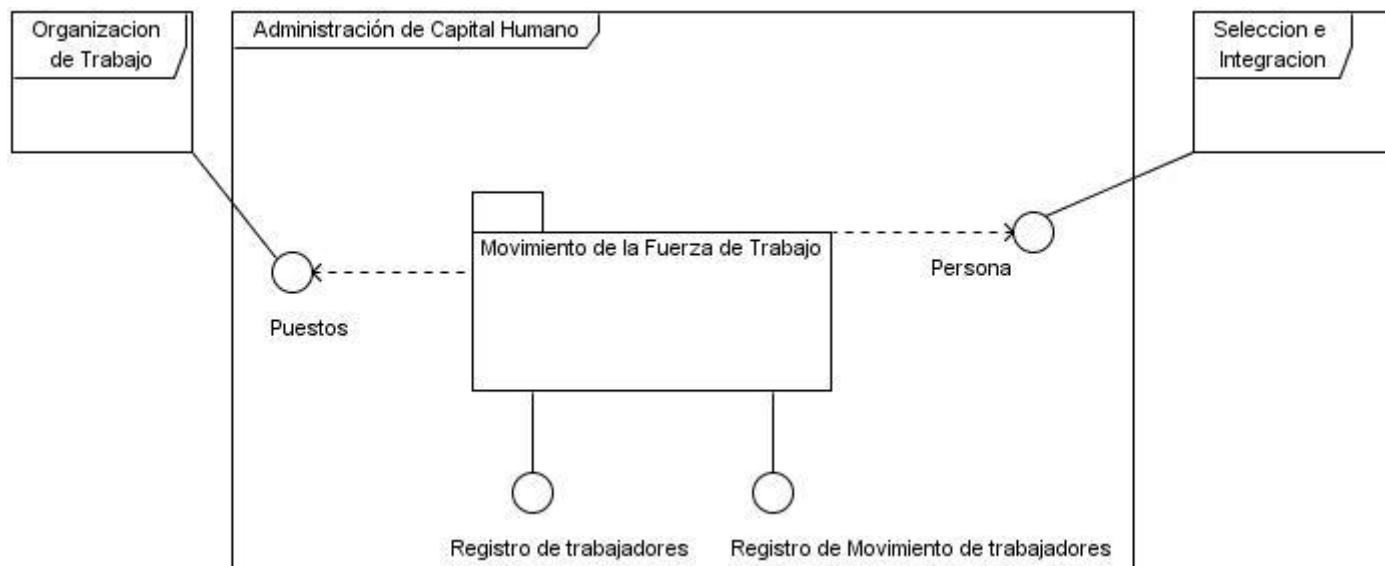 Organizacion
de Trabajo
Administración de Capital Humano
Seleccion e
Integracion
Movimiento de la Fuerza de Trabajo
Persona
Puestos
Registro de trabajadores
Registro de Movimiento de trabajadores